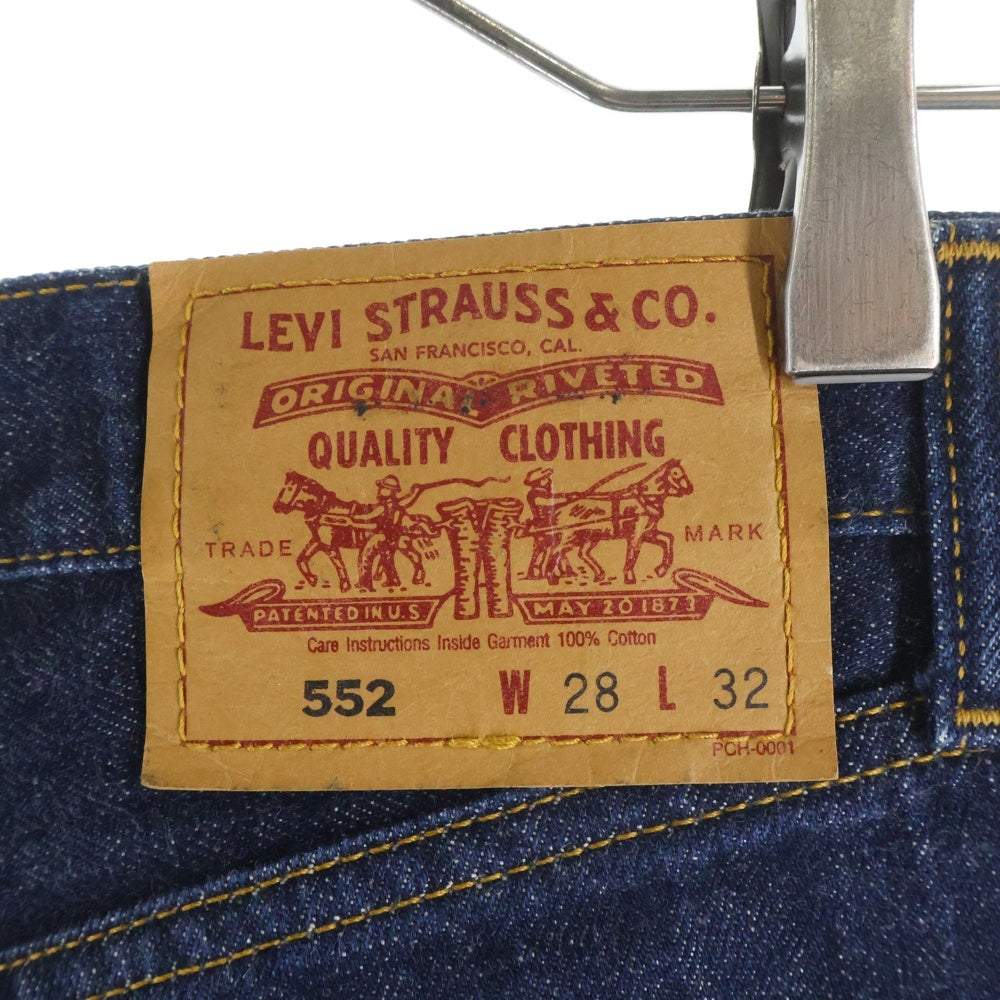 LEVI STRAUSS & CO.
SAN FRANCISCO, CAL.
ORIGINAL RIVETED
QUALITY CLOTHING
TRADE MARK
PATENTED IN U.S MAY 20 1873
Care Instructions Inside Garment 100% Cotton
552 W 28 L 32
PCH-0001